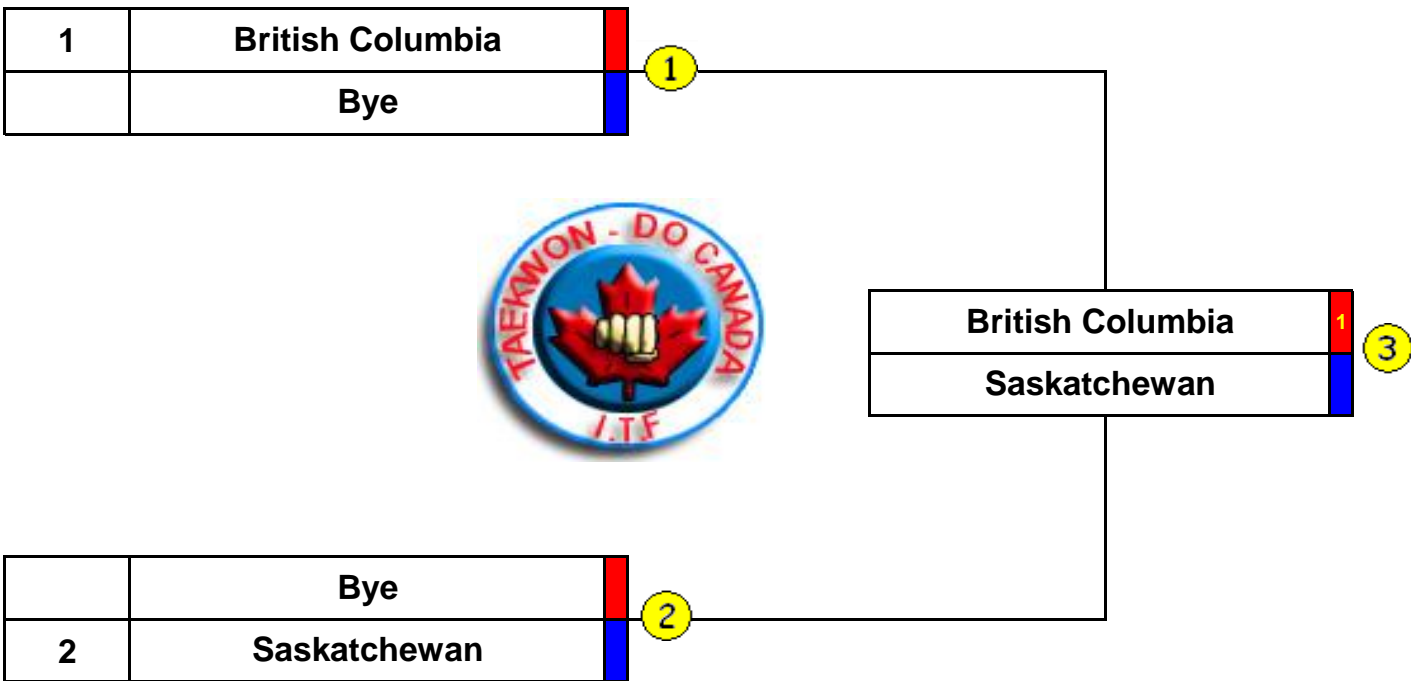 1 British Columbia
Bye
1
TAEKWON - DO CANADA
I.T.F
British Columbia 1
Saskatchewan
3
Bye
2
2 Saskatchewan